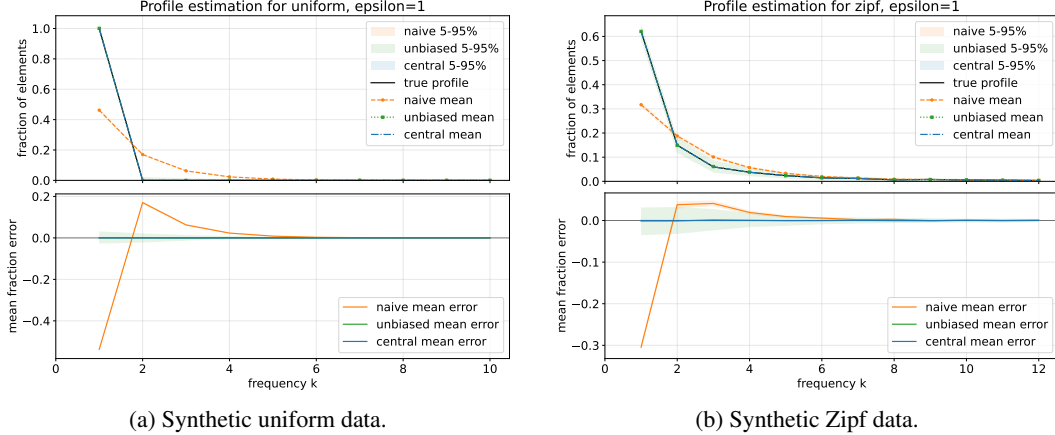 Profile estimation for uniform, epsilon=1
fraction of elements
1.0
0.8
0.6
0.4
0.2
0.0
naive 5-95%
unbiased 5-95%
central 5-95%
true profile
naive mean
unbiased mean
central mean
mean fraction error
0.2
0.0
−0.2
−0.4
naive mean error
unbiased mean error
central mean error
0 2 4 6 8 10
frequency k
(a) Synthetic uniform data.
Profile estimation for zipf, epsilon=1
fraction of elements
0.6
0.5
0.4
0.3
0.2
0.1
0.0
naive 5-95%
unbiased 5-95%
central 5-95%
true profile
naive mean
unbiased mean
central mean
mean fraction error
0.0
−0.1
−0.2
−0.3
naive mean error
unbiased mean error
central mean error
0 2 4 6 8 10 12
frequency k
(b) Synthetic Zipf data.